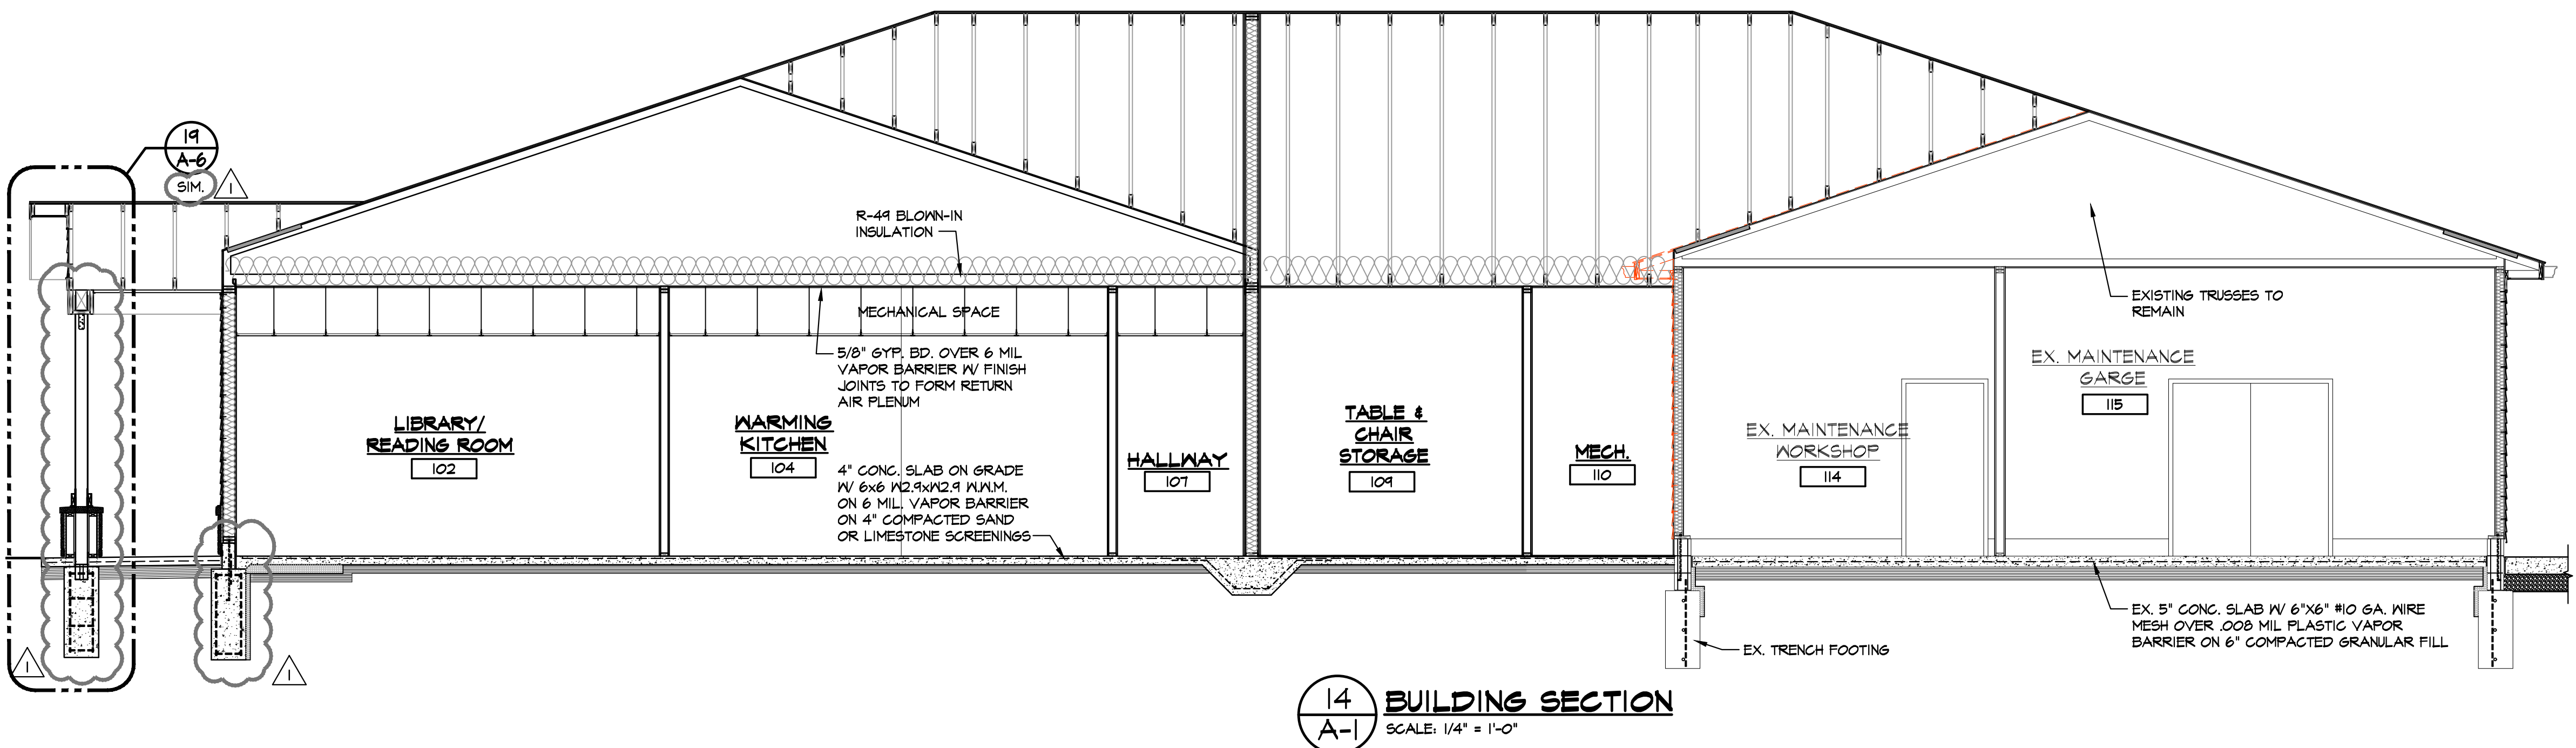 19
A-6
SIM.
1
R-49 BLOWN-IN
INSULATION
MECHANICAL SPACE
5/8" GYP. BD. OVER 6 MIL
VAPOR BARRIER W/ FINISH
JOINTS TO FORM RETURN
AIR PLENUM
LIBRARY/
READING ROOM
102
WARMING
KITCHEN
104
4" CONC. SLAB ON GRADE
W/ 6x6 W2.9xW2.9 W.W.M.
ON 6 MIL. VAPOR BARRIER
ON 4" COMPACTED SAND
OR LIMESTONE SCREENINGS
HALLWAY
107
TABLE &
CHAIR
STORAGE
109
MECH.
110
EXISTING TRUSSES TO
REMAIN
EX. MAINTENANCE
GARGE
115
EX. MAINTENANCE
WORKSHOP
114
EX. 5" CONC. SLAB W/ 6"X6" #10 GA. WIRE
MESH OVER .008 MIL PLASTIC VAPOR
BARRIER ON 6" COMPACTED GRANULAR FILL
EX. TRENCH FOOTING
1
1
14
A-1
BUILDING SECTION
SCALE: 1/4" = 1'-0"